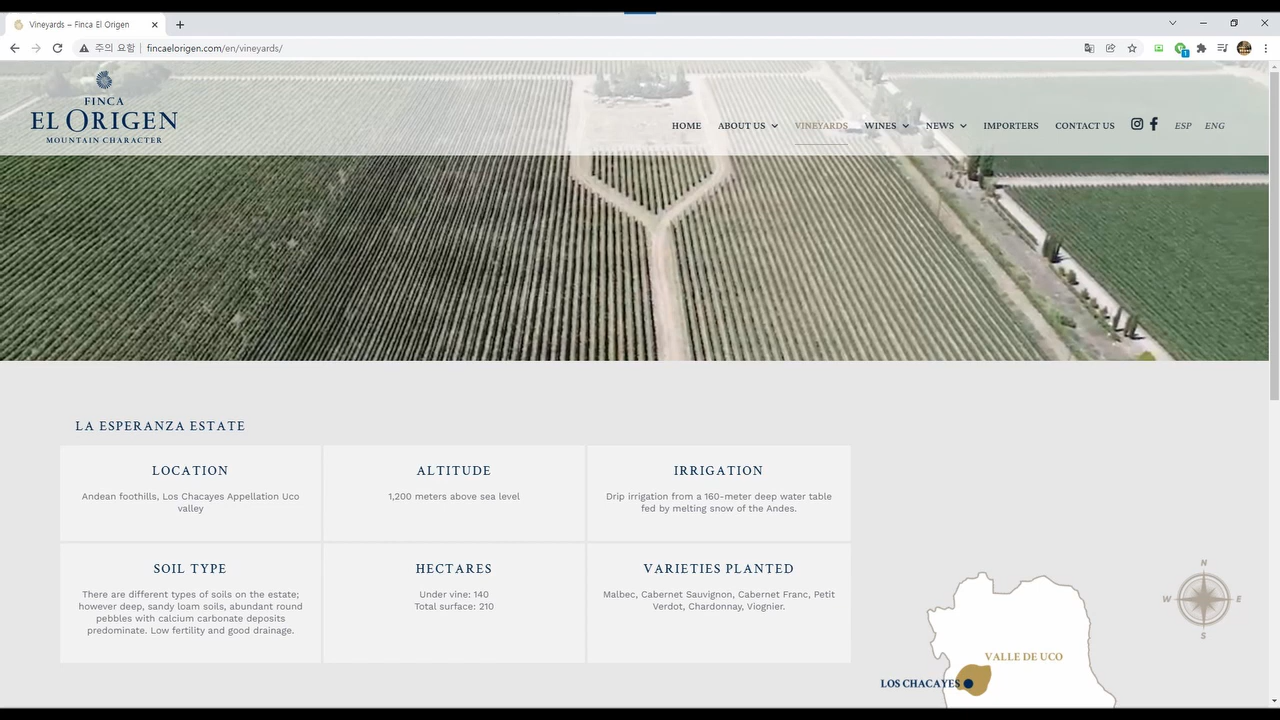 Vineyards – Finca El Origen
주의 요함
fincaelorigen.com/en/vineyards/
1
FINCA
EL ORIGEN
MOUNTAIN CHARACTER
HOME
ABOUT US
VINEYARDS
WINES
NEWS
IMPORTERS
CONTACT US
ESP
ENG
LA ESPERANZA ESTATE
LOCATION
Andean foothills, Los Chacayes Appellation Uco
valley
ALTITUDE
1,200 meters above sea level
IRRIGATION
Drip irrigation from a 160-meter deep water table
fed by melting snow of the Andes.
SOIL TYPE
There are different types of soils on the estate;
however deep, sandy loam soils, abundant round
pebbles with calcium carbonate deposits
predominate. Low fertility and good drainage.
HECTARES
Under vine: 140
Total surface: 210
VARIETIES PLANTED
Malbec, Cabernet Sauvignon, Cabernet Franc, Petit
Verdot, Chardonnay, Viognier.
N
W
E
S
VALLE DE UCO
LOS CHACAYES